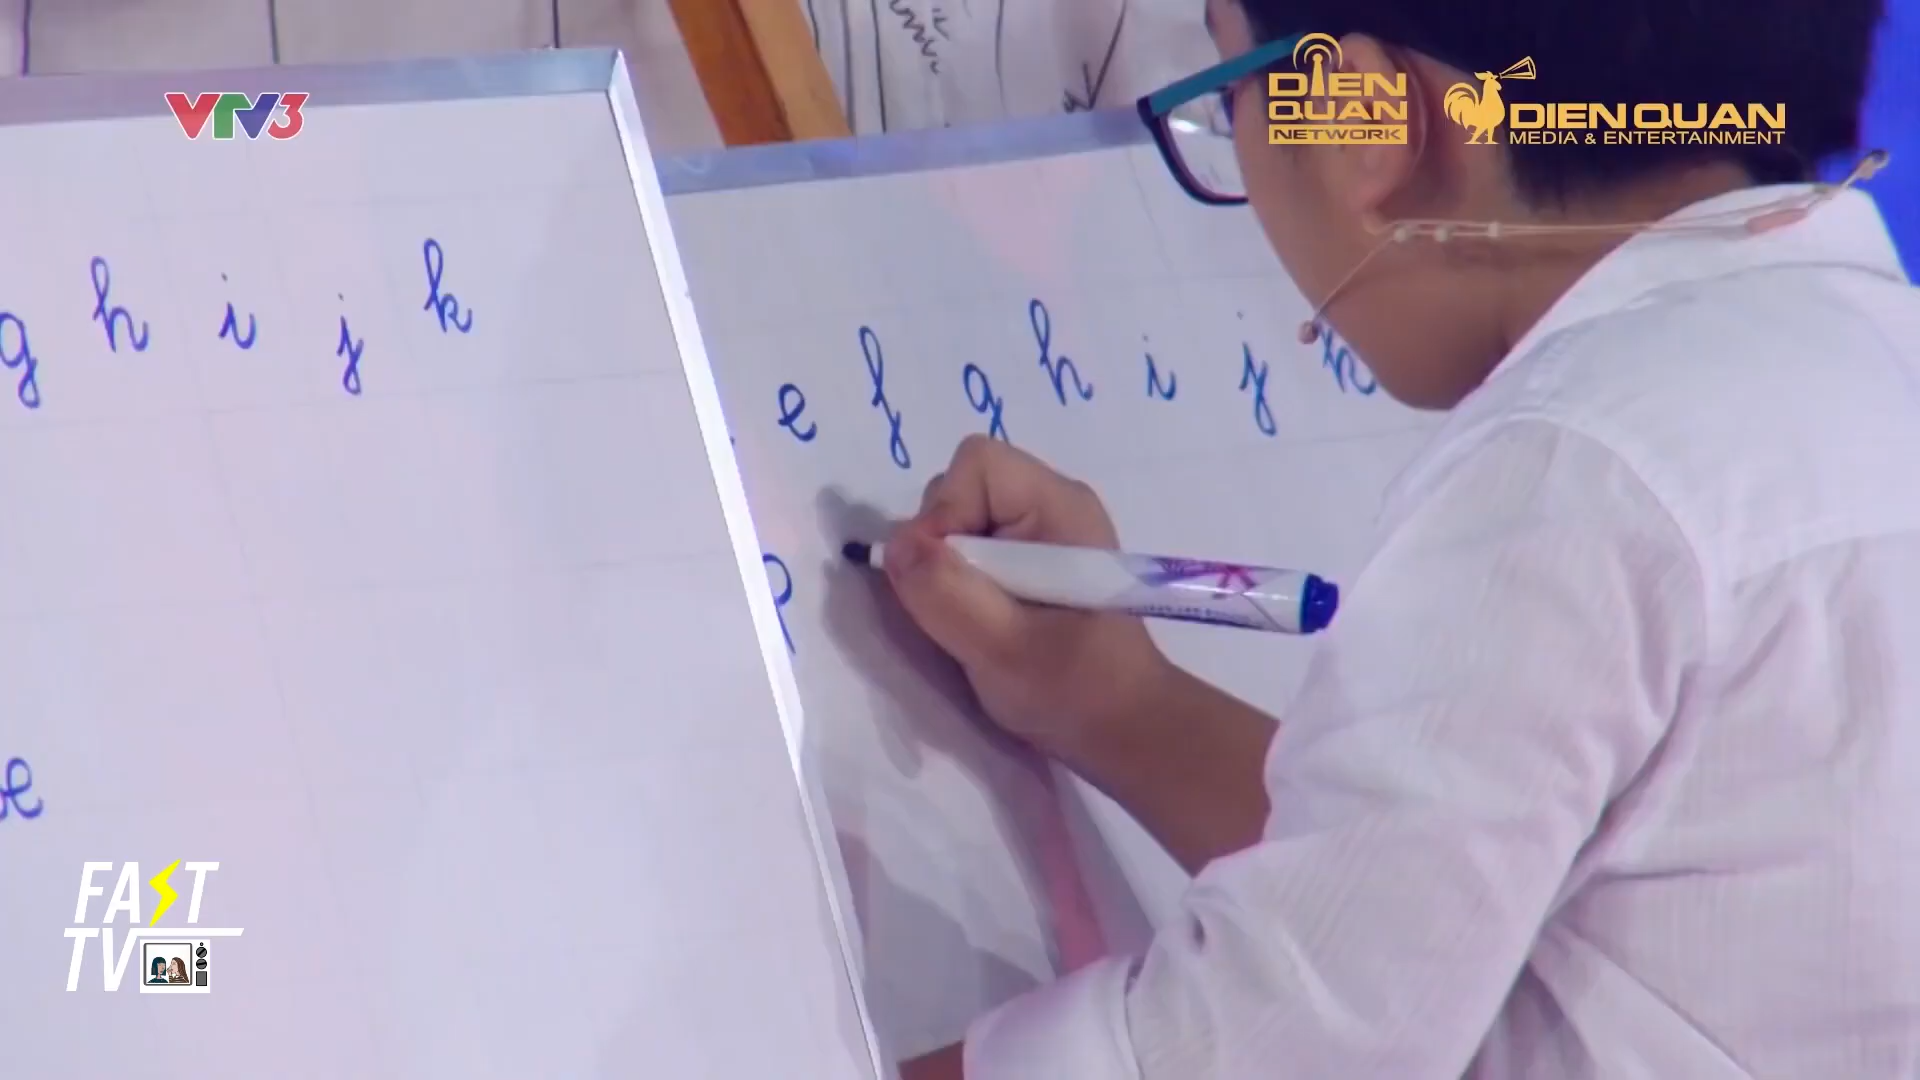 VTV3
DIEN
QUAN
NETWORK
DIEN QUAN
MEDIA & ENTERTAINMENT
g h i j k
e f g h i j k
e
FAST
TV